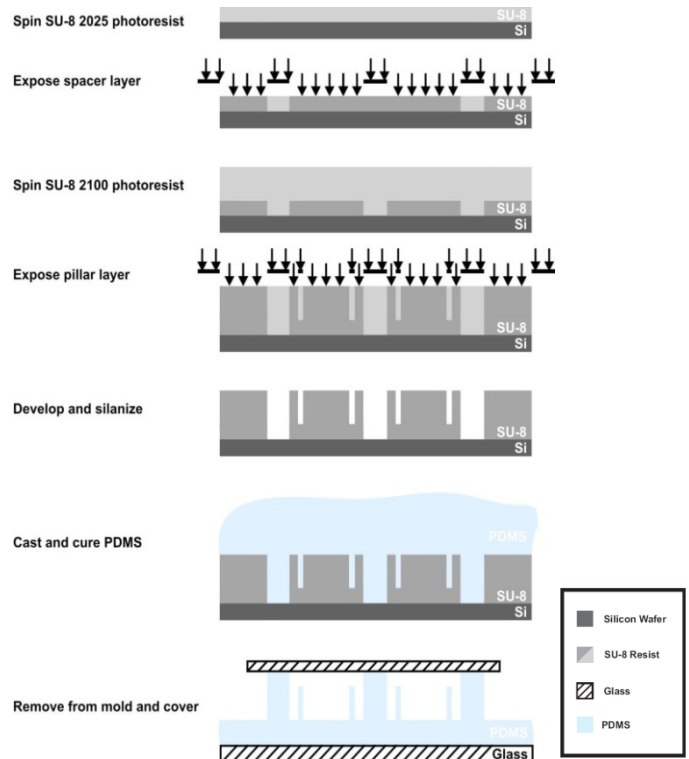 Spin SU-8 2025 photoresist
SU-8
Si
Expose spacer layer
SU-8
Si
Spin SU-8 2100 photoresist
SU-8
Si
Expose pillar layer
SU-8
Si
Develop and silanize
SU-8
Si
Cast and cure PDMS
PDMS
SU-8
Si
Remove from mold and cover
PDMS
Glass
Silicon Wafer
SU-8 Resist
Glass
PDMS